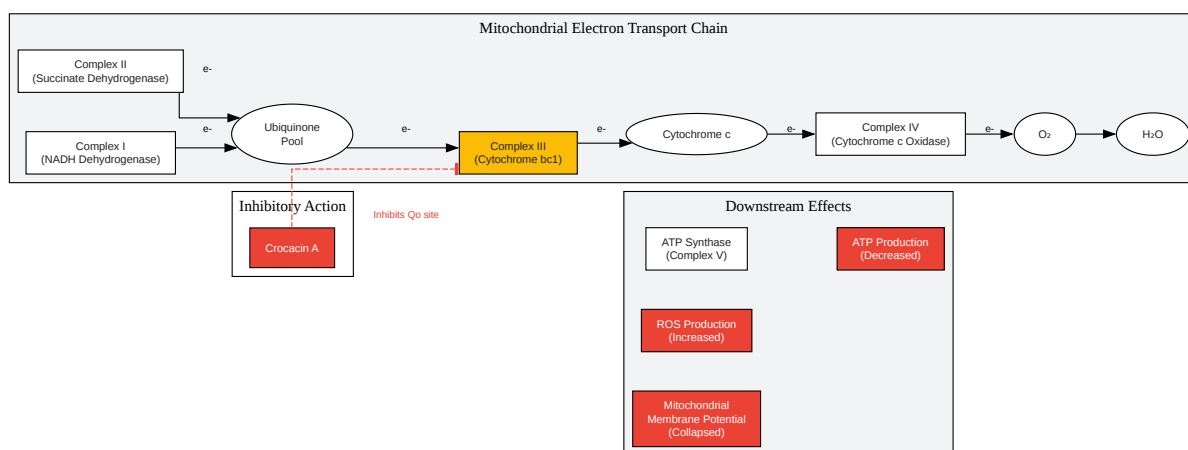 Mitochondrial Electron Transport Chain
Complex II
(Succinate Dehydrogenase)
e-
Complex I
(NADH Dehydrogenase)
e-
Ubiquinone
Pool
e-
Complex III
(Cytochrome bc1)
e-
Cytochrome c
e-
Complex IV
(Cytochrome c Oxidase)
e-
O₂
H₂O
Inhibitory Action
Crocacin A
Inhibits Qo site
Downstream Effects
ATP Synthase
(Complex V)
ATP Production
(Decreased)
ROS Production
(Increased)
Mitochondrial
Membrane Potential
(Collapsed)